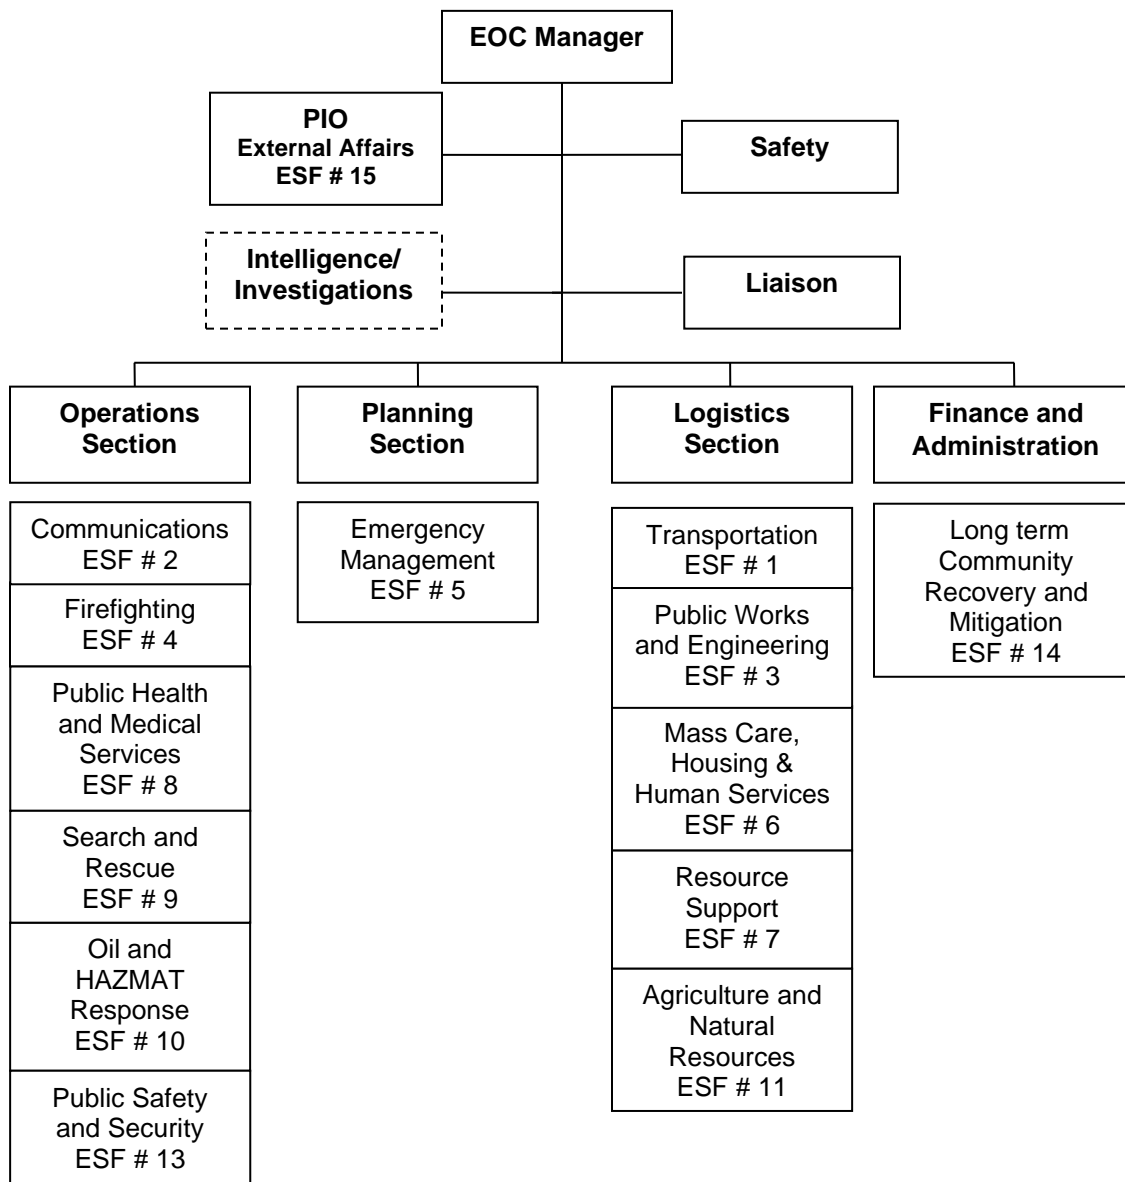 EOC Manager
PIO
External Affairs
ESF # 15
Safety
Intelligence/
Investigations
Liaison
Operations
Section
Planning
Section
Logistics
Section
Finance and
Administration
Communications
ESF # 2
Firefighting
ESF # 4
Public Health
and Medical
Services
ESF # 8
Search and
Rescue
ESF # 9
Oil and
HAZMAT
Response
ESF # 10
Public Safety
and Security
ESF # 13
Emergency
Management
ESF # 5
Transportation
ESF # 1
Public Works
and Engineering
ESF # 3
Mass Care,
Housing &
Human Services
ESF # 6
Resource
Support
ESF # 7
Agriculture and
Natural
Resources
ESF # 11
Long term
Community
Recovery and
Mitigation
ESF # 14